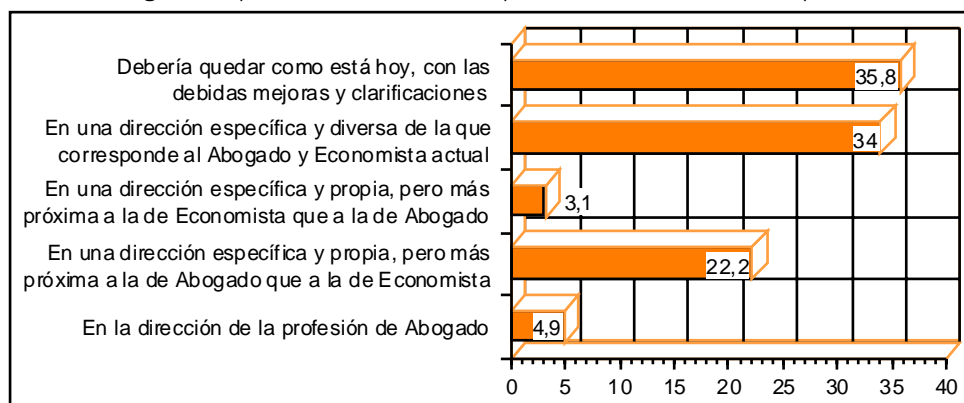 Debería quedar como está hoy, con las
debidas mejoras y clarificaciones
35,8
En una dirección específica y diversa de la que
corresponde al Abogado y Economista actual
34
En una dirección específica y propia, pero más
próxima a la de Economista que a la de Abogado
3,1
En una dirección específica y propia, pero más
próxima a la de Abogado que a la de Economista
22,2
En la dirección de la profesión de Abogado
4,9
0 5 10 15 20 25 30 35 40